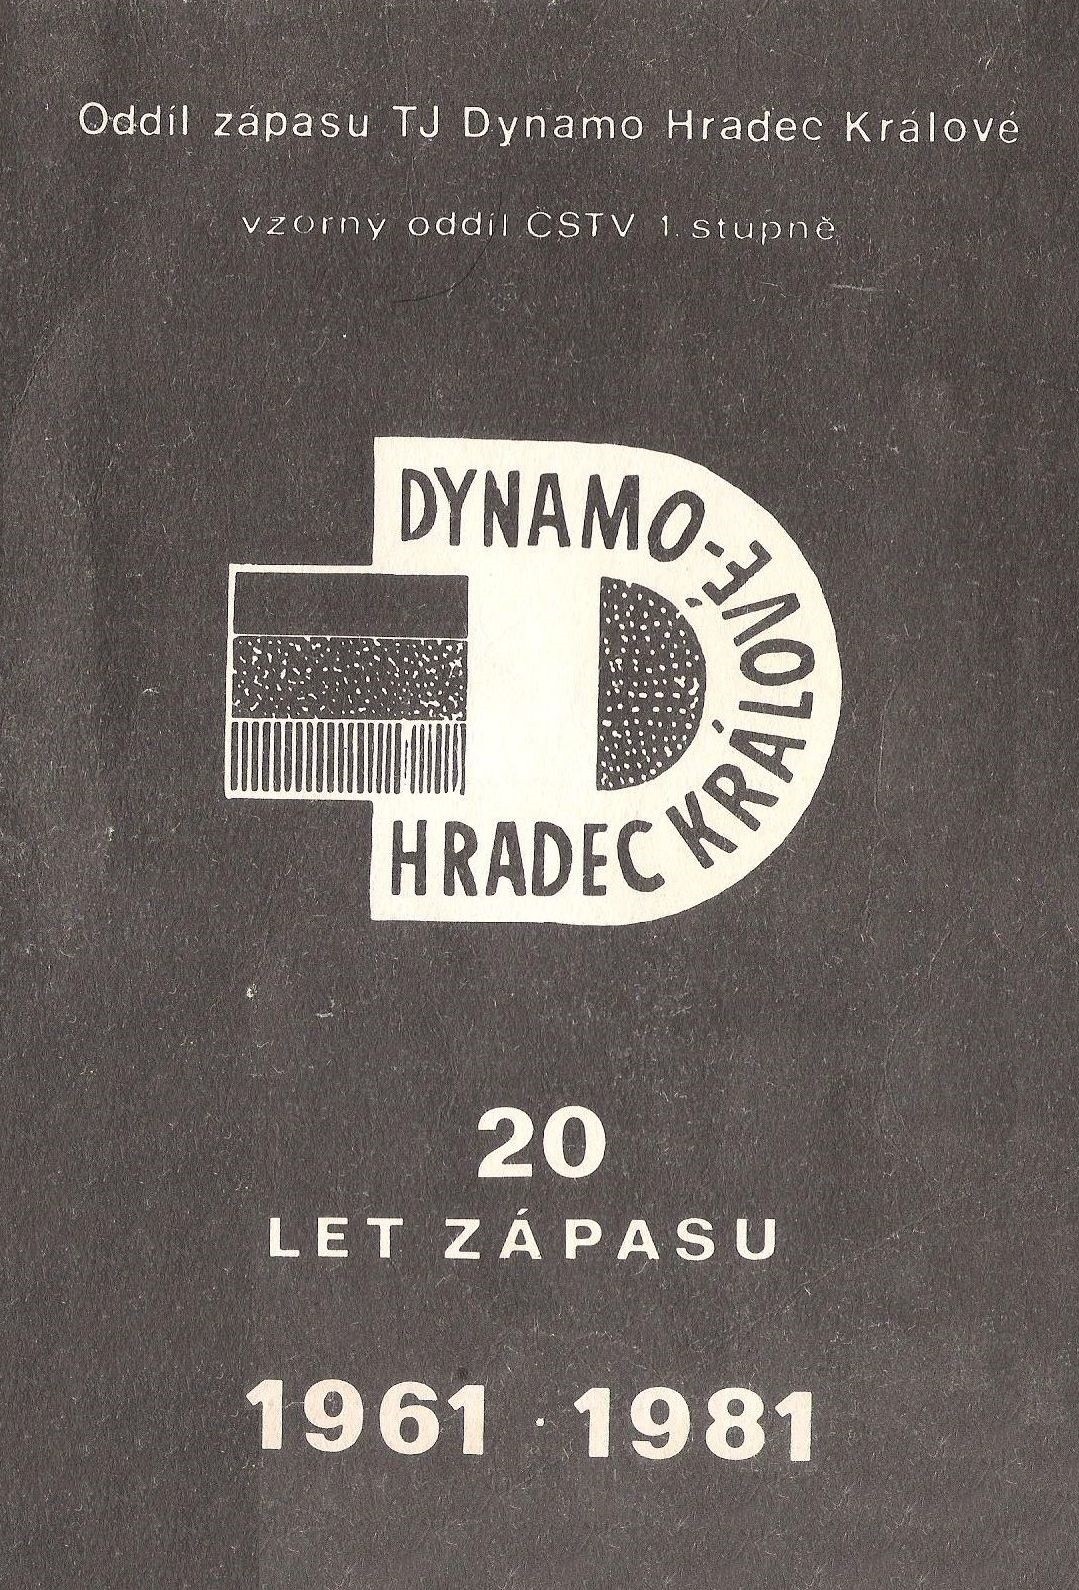 Oddíl zápasu TJ Dynamo Hradec Králové
vzorný oddíl ČSTV 1. stupně
DYNAMO-
HRADEC KRÁLOVÉ
20
LET ZÁPASU
1961 · 1981